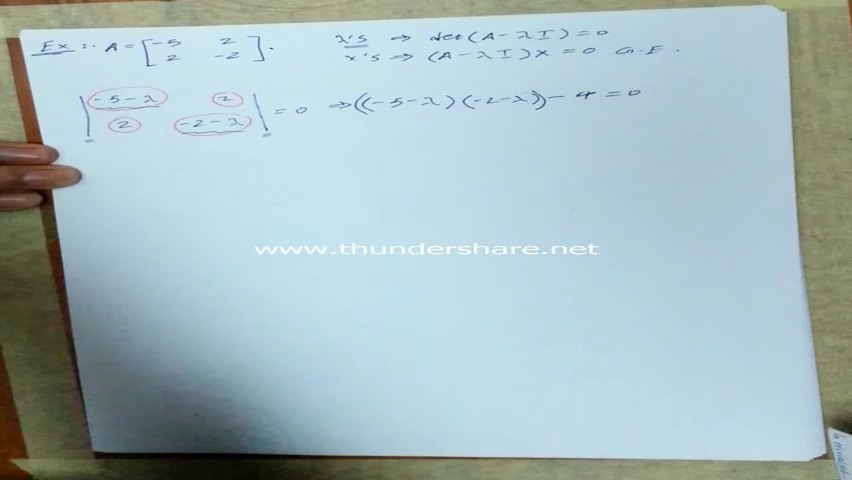 Ex :- A = [-5 2
2 -2]. λ's ⇒ det(A - λI) = 0
x's ⇒ (A - λI)X = 0 G.E.
|-5-λ 2
2 -2-λ| = 0 ⇒ ((-5-λ)(-2-λ)) - 4 = 0
www.thundershare.net